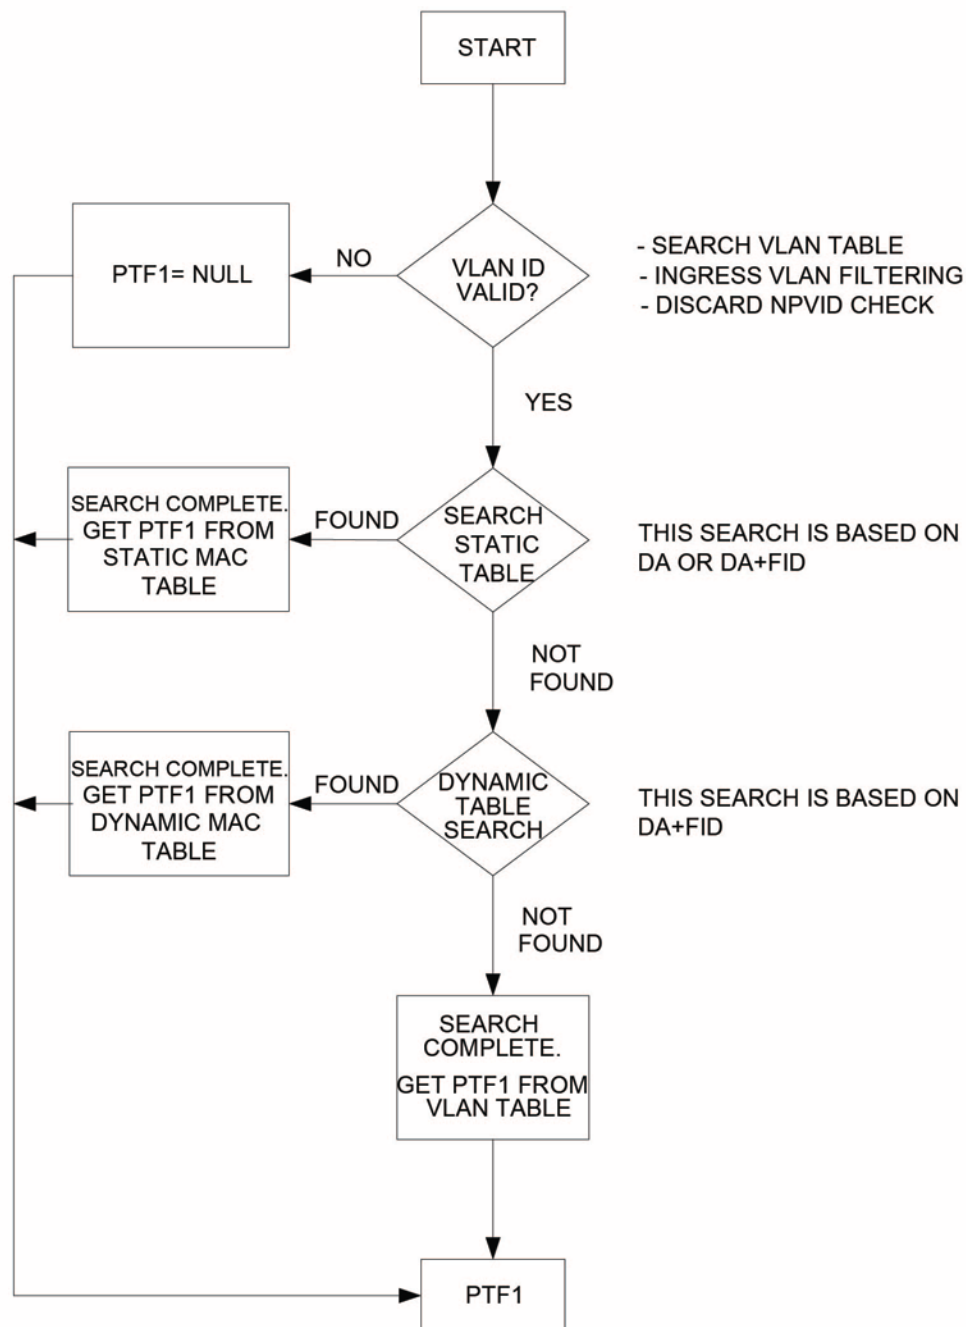 START
PTF1= NULL
NO
VLAN ID
VALID?
- SEARCH VLAN TABLE
- INGRESS VLAN FILTERING
- DISCARD NPVID CHECK
YES
SEARCH COMPLETE.
GET PTF1 FROM
STATIC MAC
TABLE
FOUND
SEARCH
STATIC
TABLE
THIS SEARCH IS BASED ON
DA OR DA+FID
NOT
FOUND
SEARCH COMPLETE.
GET PTF1 FROM
DYNAMIC MAC
TABLE
FOUND
DYNAMIC
TABLE
SEARCH
THIS SEARCH IS BASED ON
DA+FID
NOT
FOUND
SEARCH
COMPLETE.
GET PTF1 FROM
VLAN TABLE
PTF1